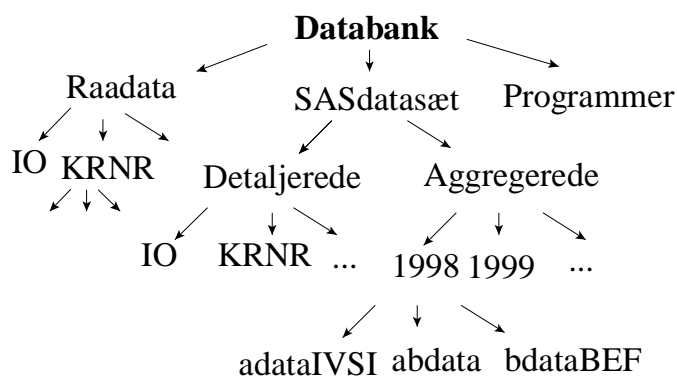 Databank
Raadata SASdatasæt Programmer
IO KRNR Detaljerede Aggregerede
IO KRNR ... 1998 1999 ...
adataIVSI abdata bdataBEF